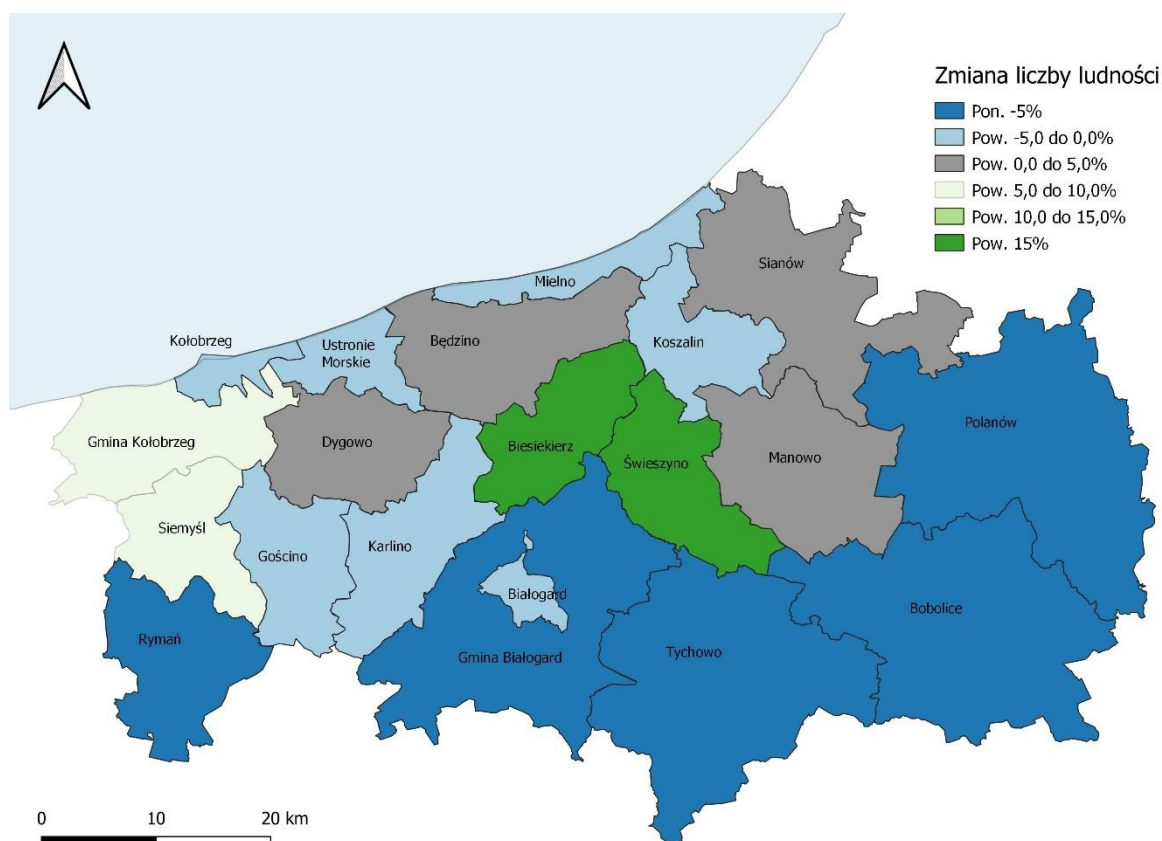 Zmiana liczby ludności
Pon. -5%
Pow. -5,0 do 0,0%
Pow. 0,0 do 5,0%
Pow. 5,0 do 10,0%
Pow. 10,0 do 15,0%
Pow. 15%
Sianów
Mielno
Kołobrzeg
Ustronie
Morskie
Będzino
Koszalin
Polanów
Gmina Kołobrzeg
Dygowo
Biesiekierz
Świeszyno
Manowo
Siemyśl
Gościno
Karlino
Białogard
Bobolice
Rymań
Gmina Białogard
Tychowo
0 10 20 km